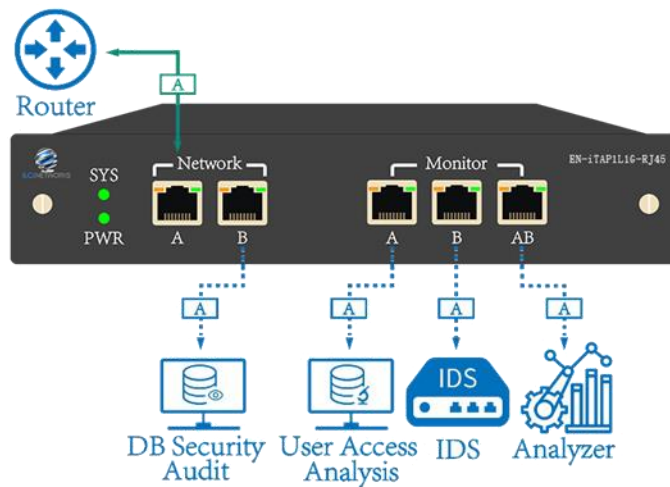 A
Router
Network
Monitor
EN-iTAP1L1G-RJ45
SYS
PWR
A
B
A
B
AB
A
A
A
A
IDS
DB Security
Audit
User Access
Analysis
IDS
Analyzer